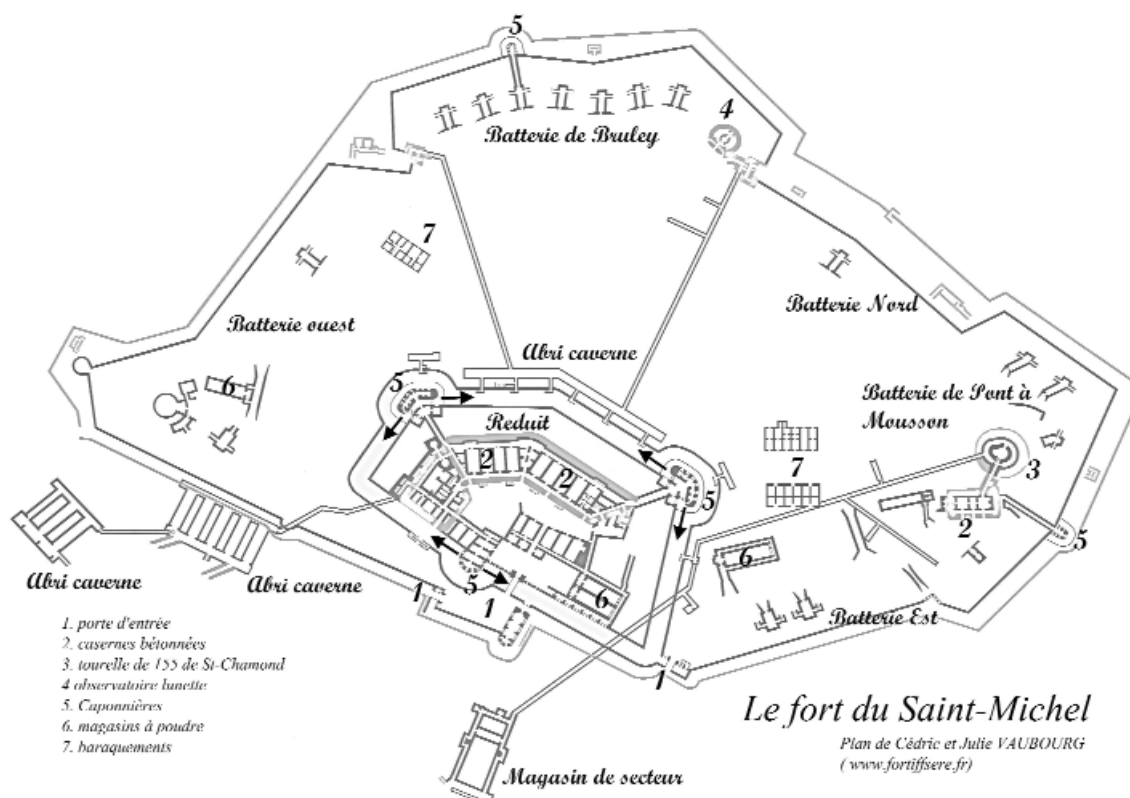 5
Batterie de Bruley
4
7
Batterie ouest
Batterie Nord
Abri caverne
6
5
Reduit
Batterie de Pont à
Mousson
2
2
7
3
5
2
5
6
Abri caverne
Abri caverne
5
1
1
6
Batterie Est
1
1. porte d'entrée
2. casernes bétonnées
3. tourelle de 155 de St-Chamond
4 observatoire lunette
5. Caponnières
6. magasins à poudre
7. baraquements
Le fort du Saint-Michel
Plan de Cédric et Julie VAUBOURG
( www.fortiffsere.fr)
Magasin de secteur